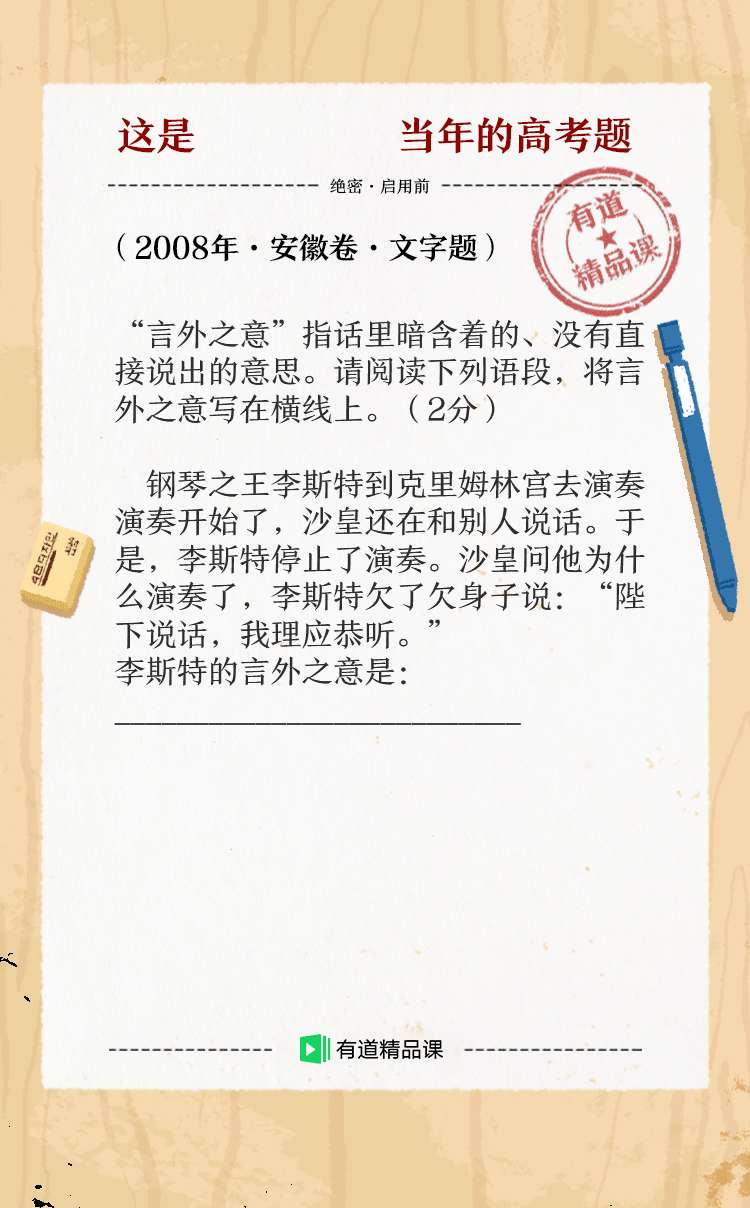 这是 当年的高考题
绝密·启用前
有道
精品课
（2008年·安徽卷·文字题）
“言外之意”指话里暗含着的、没有直
接说出的意思。请阅读下列语段，将言
外之意写在横线上。（2分）
钢琴之王李斯特到克里姆林宫去演奏
演奏开始了，沙皇还在和别人说话。于
是，李斯特停止了演奏。沙皇问他为什
么演奏了，李斯特欠了欠身子说：“陛
下说话，我理应恭听。”
李斯特的言外之意是：
__________________________
有道精品课